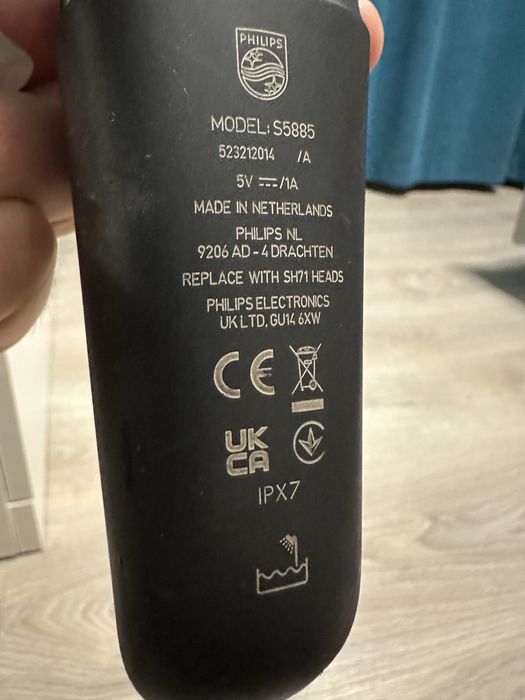 PHILIPS
MODEL: S5885
523212014 /A
5V ⎓/1A
MADE IN NETHERLANDS
PHILIPS NL
9206 AD - 4 DRACHTEN
REPLACE WITH SH71 HEADS
PHILIPS ELECTRONICS
UK LTD, GU14 6XW
CE
UK
CA
IPX7